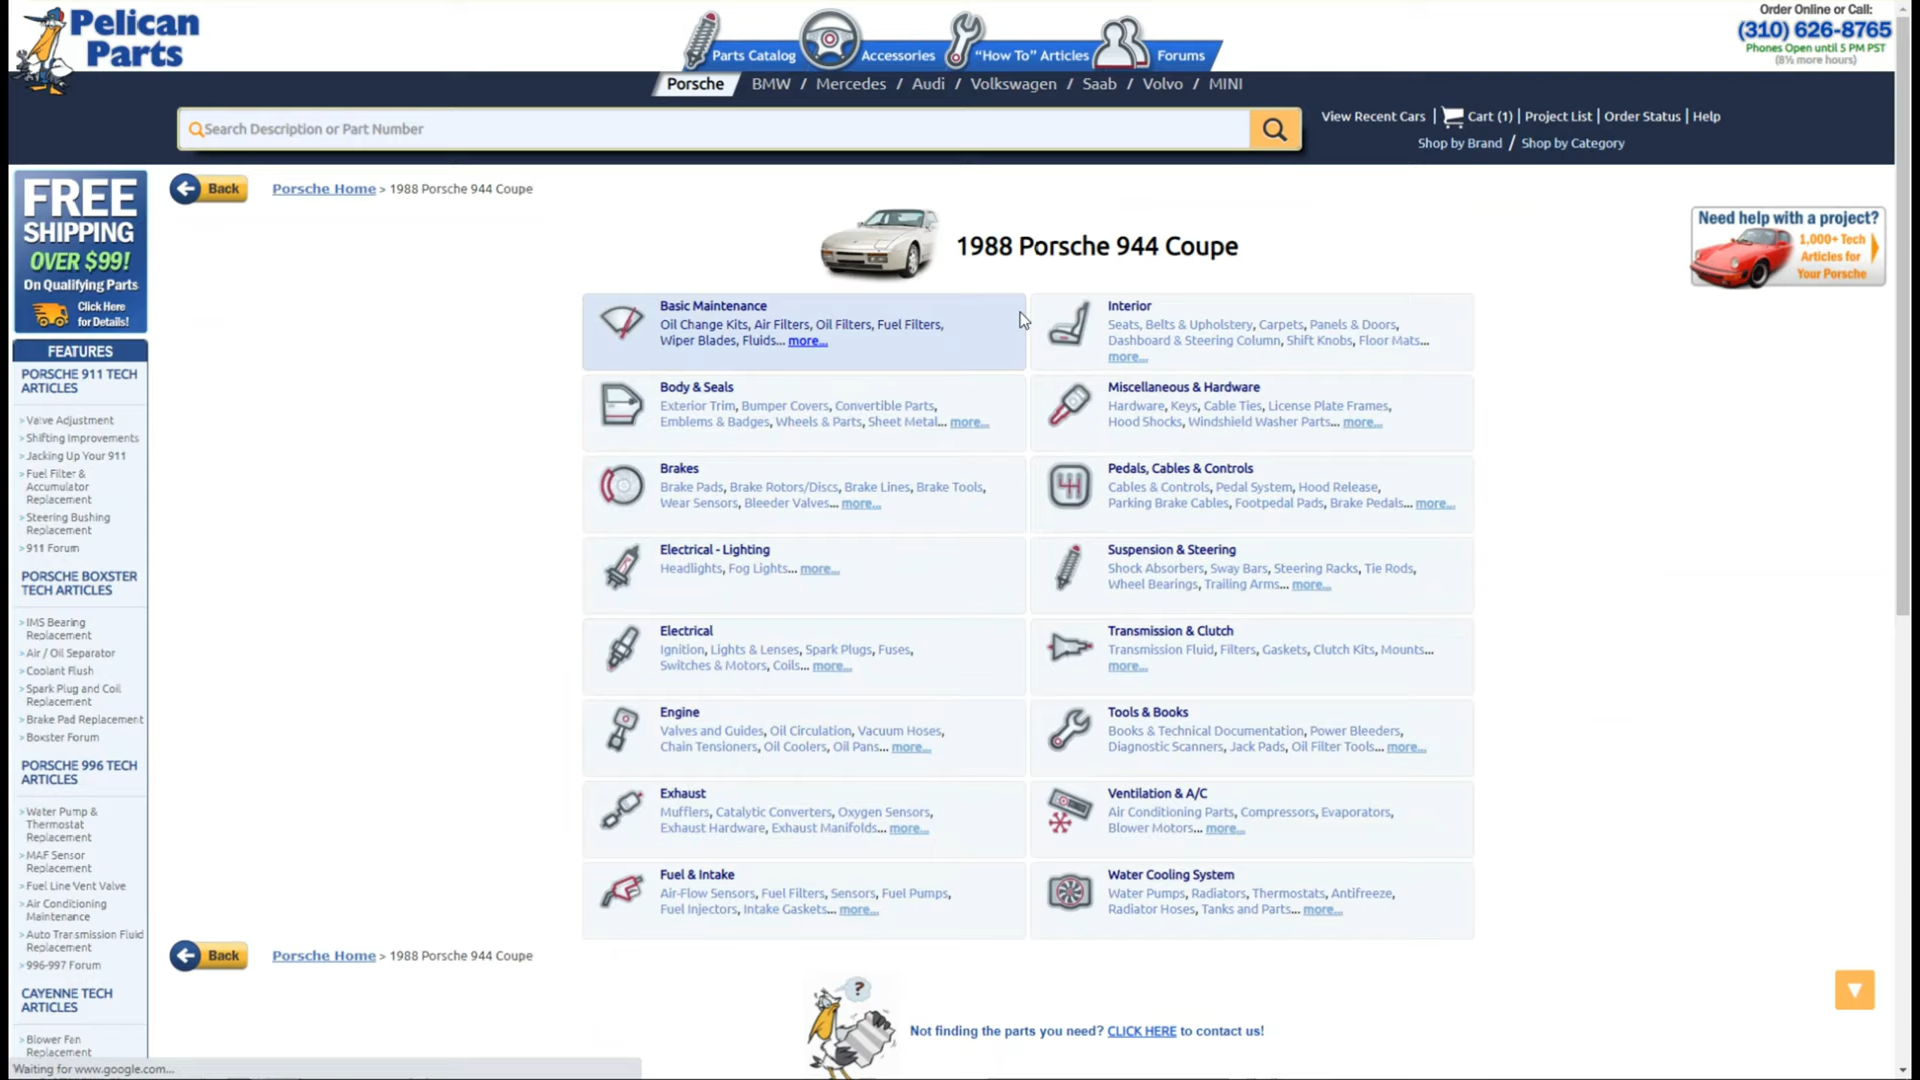 Pelican
Parts
Parts Catalog
Accessories
"How To" Articles
Forums
Order Online or Call:
(310) 626-8765
Phones Open until 5 PM PST
(8½ more hours)
Porsche BMW / Mercedes / Audi / Volkswagen / Saab / Volvo / MINI
Search Description or Part Number
View Recent Cars | Cart (1) | Project List | Order Status | Help
Shop by Brand / Shop by Category
FREE
SHIPPING
OVER $99!
On Qualifying Parts
Click Here
for Details!
FEATURES
PORSCHE 911 TECH
ARTICLES
» Valve Adjustment
» Shifting Improvements
» Jacking Up Your 911
» Fuel Filter &
Accumulator
Replacement
» Steering Bushing
Replacement
» 911 Forum
PORSCHE BOXSTER
TECH ARTICLES
» IMS Bearing
Replacement
» Air / Oil Separator
» Coolant Flush
» Spark Plug and Coil
Replacement
» Brake Pad Replacement
» Boxster Forum
PORSCHE 996 TECH
ARTICLES
» Water Pump &
Thermostat
Replacement
» MAF Sensor
Replacement
» Fuel Line Vent Valve
» Air Conditioning
Maintenance
» Auto Transmission Fluid
Replacement
» 996-997 Forum
CAYENNE TECH
ARTICLES
» Blower Fan
Replacement
Back
Porsche Home > 1988 Porsche 944 Coupe
1988 Porsche 944 Coupe
Need help with a project?
1,000+ Tech
Articles for
Your Porsche
Basic Maintenance
Oil Change Kits, Air Filters, Oil Filters, Fuel Filters,
Wiper Blades, Fluids... more...
Interior
Seats, Belts & Upholstery, Carpets, Panels & Doors,
Dashboard & Steering Column, Shift Knobs, Floor Mats...
more...
Body & Seals
Exterior Trim, Bumper Covers, Convertible Parts,
Emblems & Badges, Wheels & Parts, Sheet Metal... more...
Miscellaneous & Hardware
Hardware, Keys, Cable Ties, License Plate Frames,
Hood Shocks, Windshield Washer Parts... more...
Brakes
Brake Pads, Brake Rotors/Discs, Brake Lines, Brake Tools,
Wear Sensors, Bleeder Valves... more...
Pedals, Cables & Controls
Cables & Controls, Pedal System, Hood Release,
Parking Brake Cables, Footpedal Pads, Brake Pedals... more...
Electrical - Lighting
Headlights, Fog Lights... more...
Suspension & Steering
Shock Absorbers, Sway Bars, Steering Racks, Tie Rods,
Wheel Bearings, Trailing Arms... more...
Electrical
Ignition, Lights & Lenses, Spark Plugs, Fuses,
Switches & Motors, Coils... more...
Transmission & Clutch
Transmission Fluid, Filters, Gaskets, Clutch Kits, Mounts...
more...
Engine
Valves and Guides, Oil Circulation, Vacuum Hoses,
Chain Tensioners, Oil Coolers, Oil Pans... more...
Tools & Books
Books & Technical Documentation, Power Bleeders,
Diagnostic Scanners, Jack Pads, Oil Filter Tools... more...
Exhaust
Mufflers, Catalytic Converters, Oxygen Sensors,
Exhaust Hardware, Exhaust Manifolds... more...
Ventilation & A/C
Air Conditioning Parts, Compressors, Evaporators,
Blower Motors... more...
Fuel & Intake
Air-Flow Sensors, Fuel Filters, Sensors, Fuel Pumps,
Fuel Injectors, Intake Gaskets... more...
Water Cooling System
Water Pumps, Radiators, Thermostats, Antifreeze,
Radiator Hoses, Tanks and Parts... more...
Back
Porsche Home > 1988 Porsche 944 Coupe
?
Not finding the parts you need? CLICK HERE to contact us!
Waiting for www.google.com...